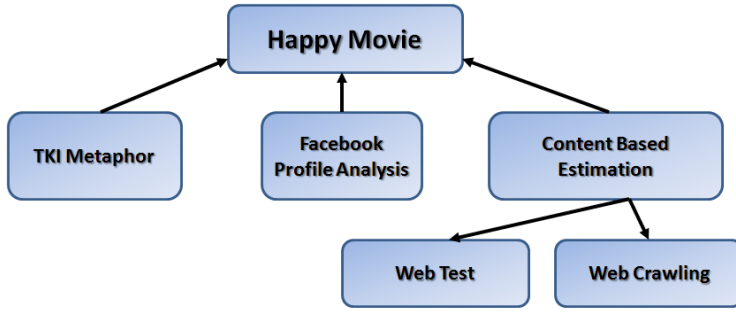 Happy Movie
TKI Metaphor
Facebook
Profile Analysis
Content Based
Estimation
Web Test
Web Crawling